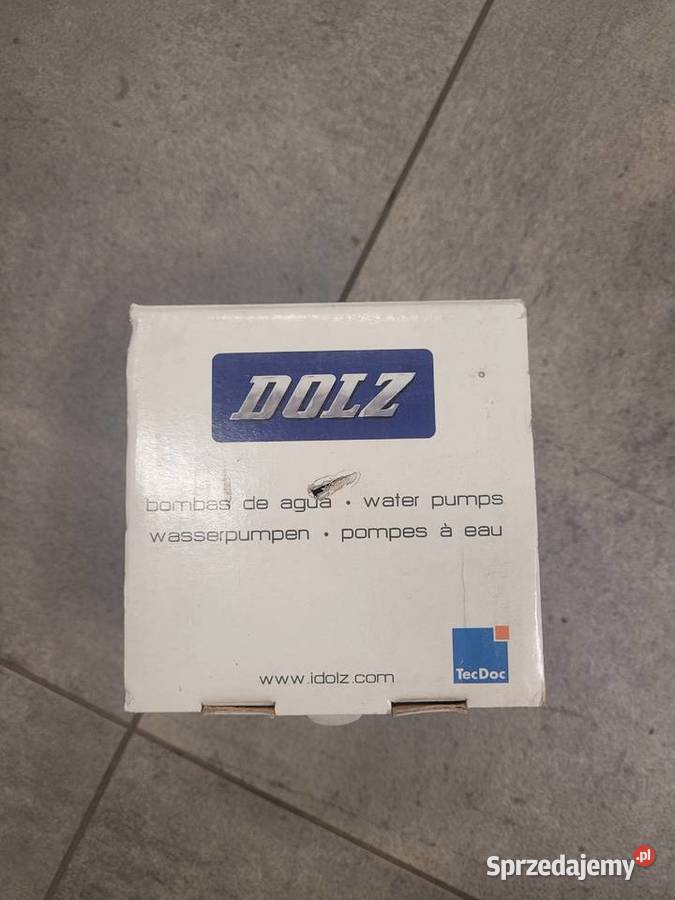 DOLZ
bombas de agua • water pumps
wasserpumpen • pompes à eau
www.idolz.com
TecDoc
Sprzedajemy.pl